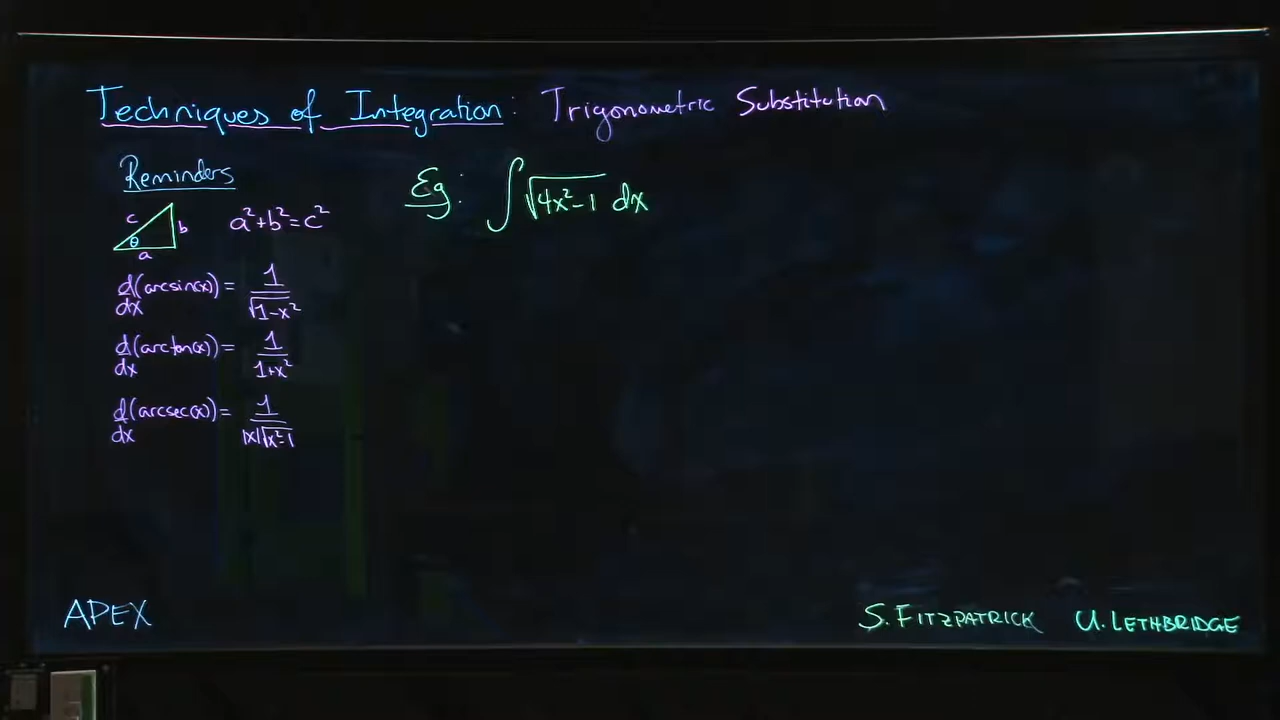 Techniques of Integration: Trigonometric Substitution
Reminders
Eg: ∫√(4x²-1) dx
c b θ a
a²+b²=c²
d/dx (arcsin(x)) = 1/√(1-x²)
d/dx (arctan(x)) = 1/(1+x²)
d/dx (arcsec(x)) = 1/(|x|√(x²-1))
APEX
S. FITZPATRICK U. LETHBRIDGE